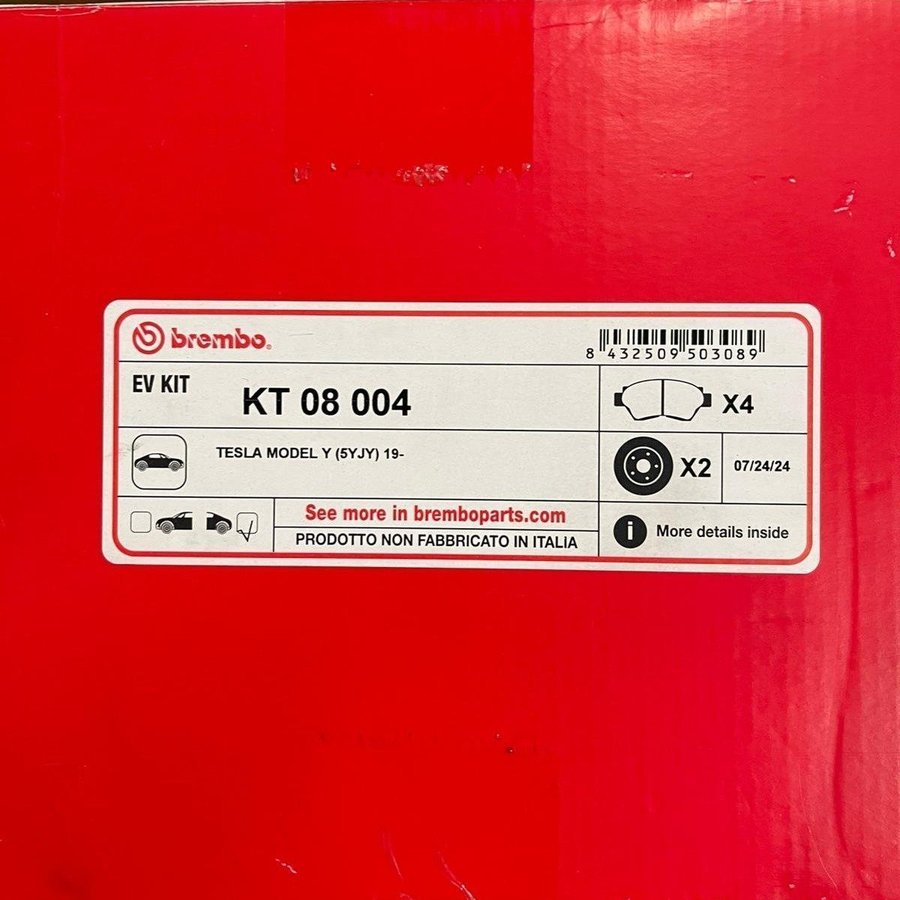 brembo®
8 432509 503089
EV KIT
KT 08 004
X4
TESLA MODEL Y (5YJY) 19-
X2
07/24/24
See more in bremboparts.com
PRODOTTO NON FABBRICATO IN ITALIA
i More details inside